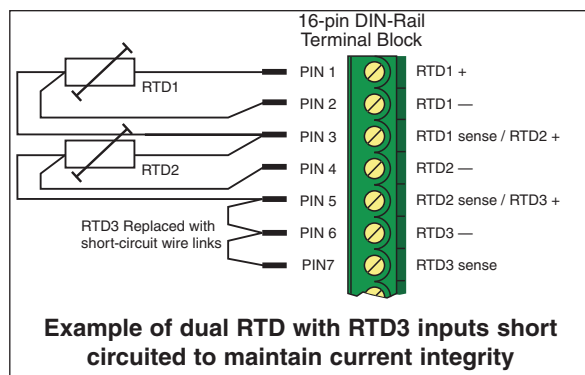 16-pin DIN-Rail
Terminal Block
PIN 1 RTD1 +
RTD1
PIN 2 RTD1 —
PIN 3 RTD1 sense / RTD2 +
RTD2
PIN 4 RTD2 —
PIN 5 RTD2 sense / RTD3 +
RTD3 Replaced with
short-circuit wire links
PIN 6 RTD3 —
PIN7 RTD3 sense
Example of dual RTD with RTD3 inputs short
circuited to maintain current integrity